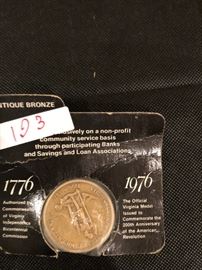 NTIQUE BRONZE
193
usively on a non-profit
community service basis
through participating Banks
and Savings and Loan Associations
1776
Authorized by
Commonwealth
of Virginia
Independence
Bicentennial
Commission
1976
The Official
Virginia Medal
Issued to
Commemorate the
200th Anniversary
of the American
Revolution